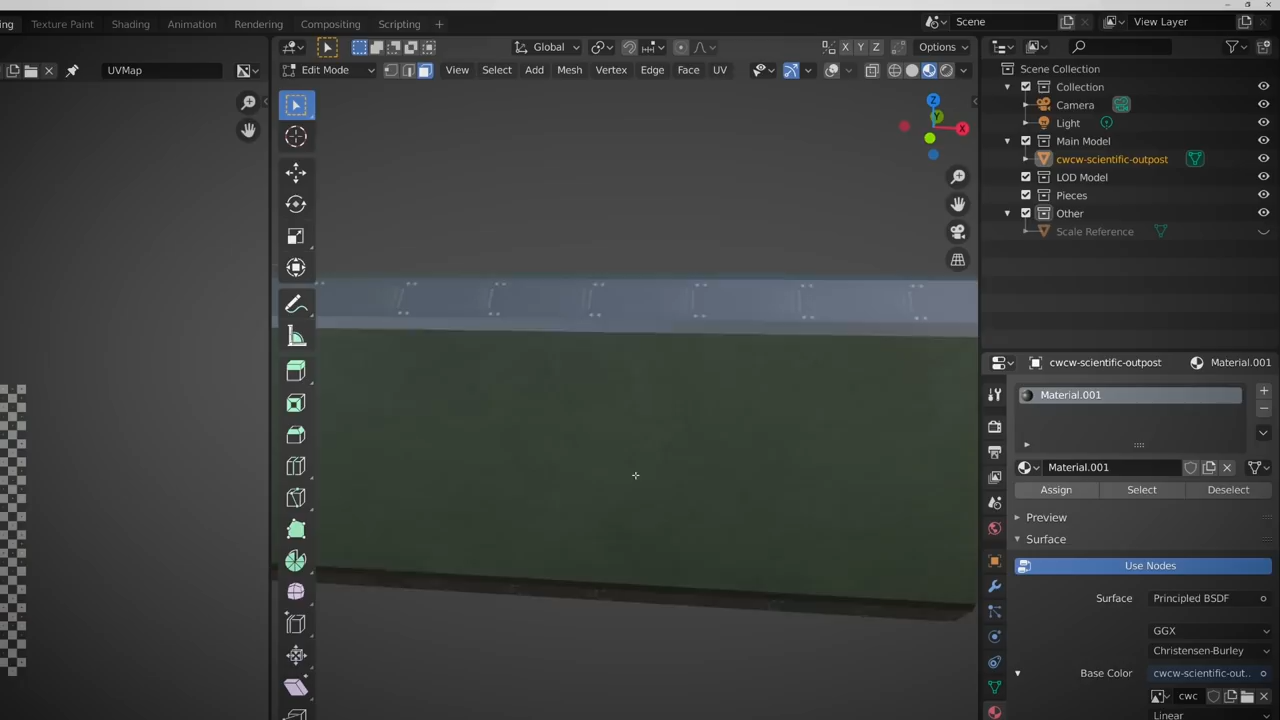 ng Texture Paint Shading Animation Rendering Compositing Scripting +
Scene
View Layer
UVMap
Global
X Y Z
Options
Edit Mode
View Select Add Mesh Vertex Edge Face UV
Z
Y
X
Scene Collection
Collection
Camera
Light
Main Model
cwcw-scientific-outpost
LOD Model
Pieces
Other
Scale Reference
cwcw-scientific-outpost
Material.001
Material.001
Material.001
Assign
Select
Deselect
Preview
Surface
Use Nodes
Surface
Principled BSDF
GGX
Christensen-Burley
Base Color
cwcw-scientific-out..
cwc
Linear